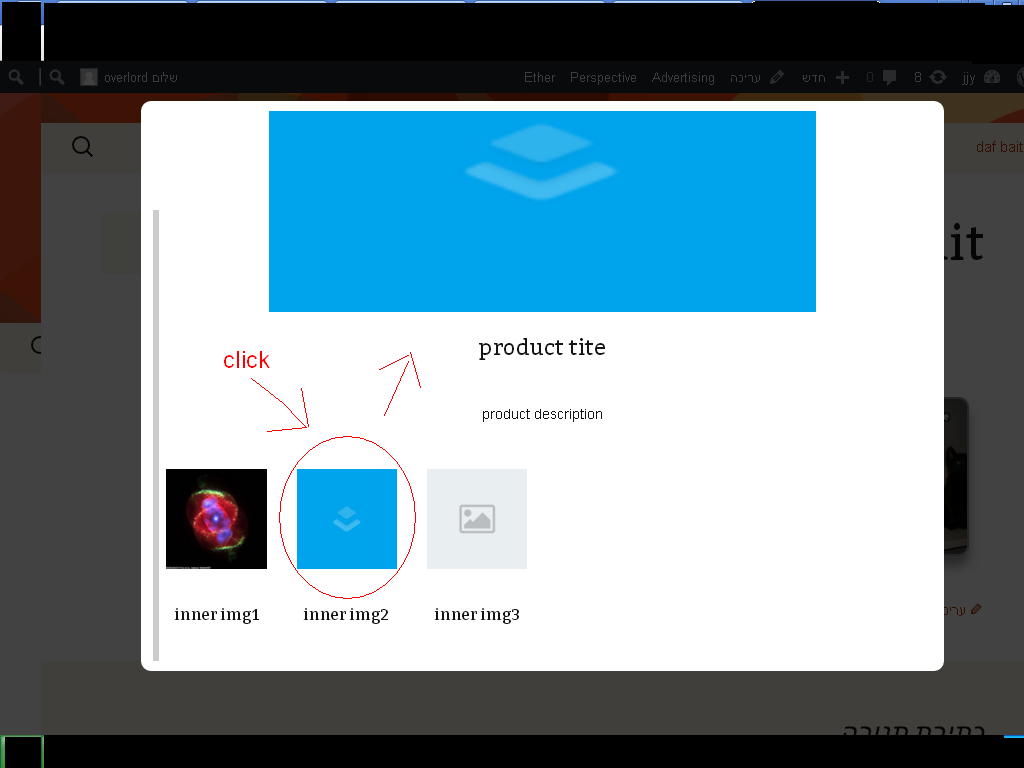 overlord שלום
Ether Perspective Advertising עריכה חדש 0 8 jjy
daf bait
it
product tite
click
product description
inner img1 inner img2 inner img3